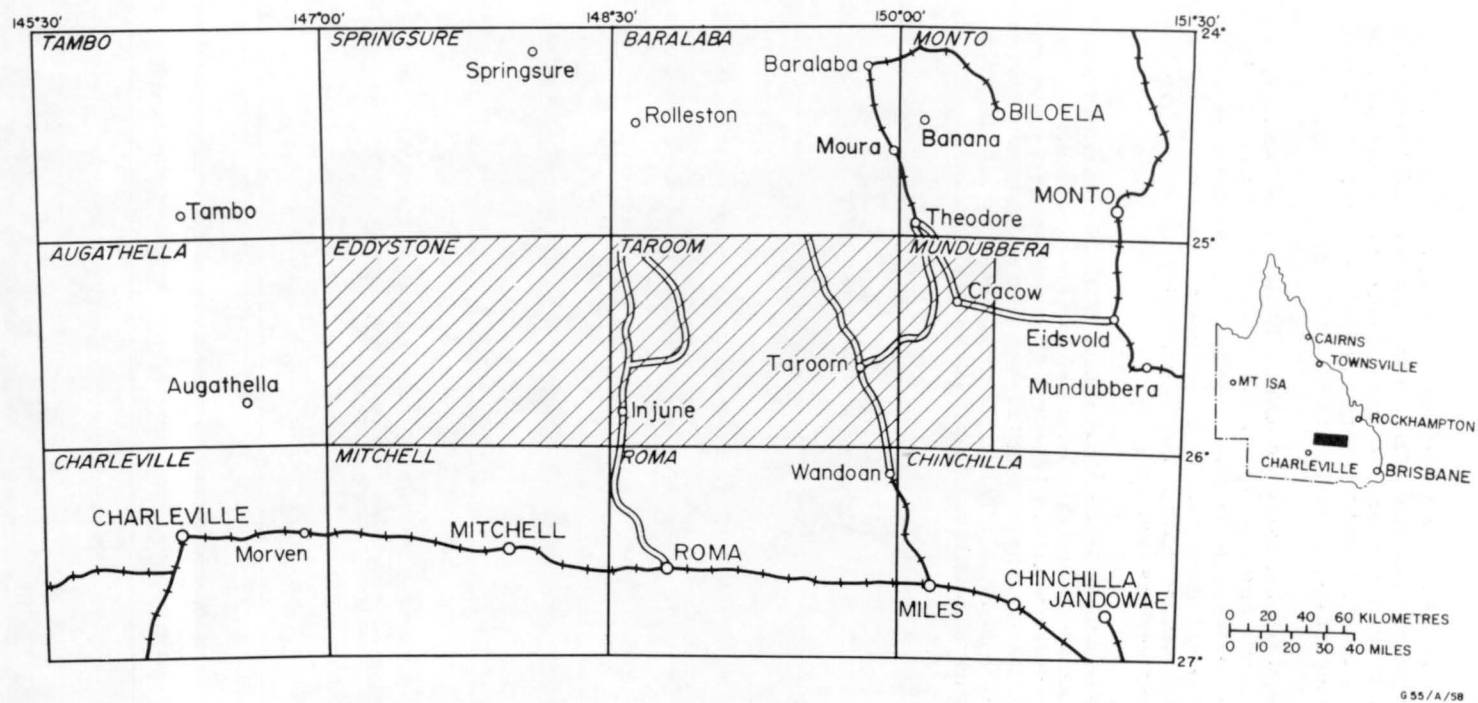 145°30' 147°00' 148°30' 150°00' 151°30'
24°
TAMBO SPRINGSURE BARALABA MONTO
Springsure
Baralaba
Rolleston
BILOELA
Banana
Moura
Tambo
MONTO
Theodore
25°
AUGATHELLA EDDYSTONE TAROOM MUNDUBBERA
Cracow
Eidsvold
Taroom
Mundubbera
Augathella
Injune
26°
CHARLEVILLE MITCHELL ROMA CHINCHILLA
Wandoan
CHARLEVILLE
Morven
MITCHELL
ROMA
MILES
CHINCHILLA
JANDOWAE
27°
CAIRNS
TOWNSVILLE
MT ISA
ROCKHAMPTON
CHARLEVILLE
BRISBANE
0 20 40 60 KILOMETRES
0 10 20 30 40 MILES
G55/A/58